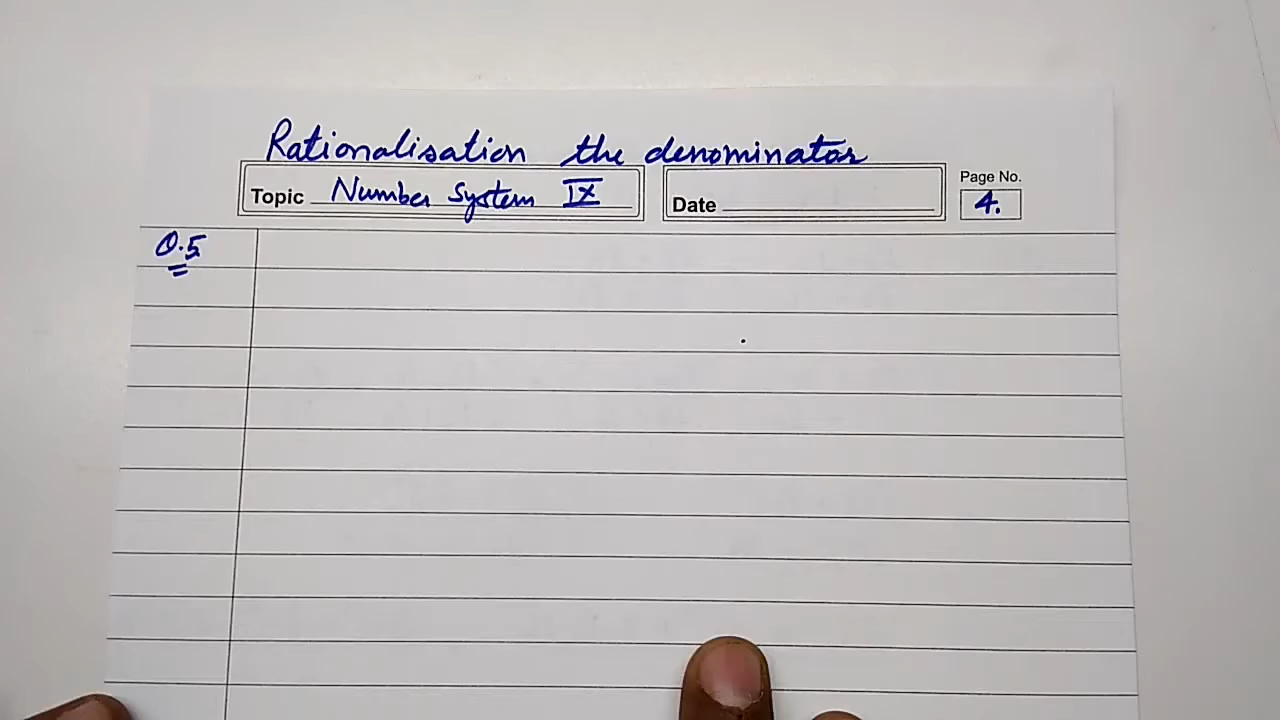 Rationalisation the denominator
Topic Number System IX Date Page No. 4.
Q.5